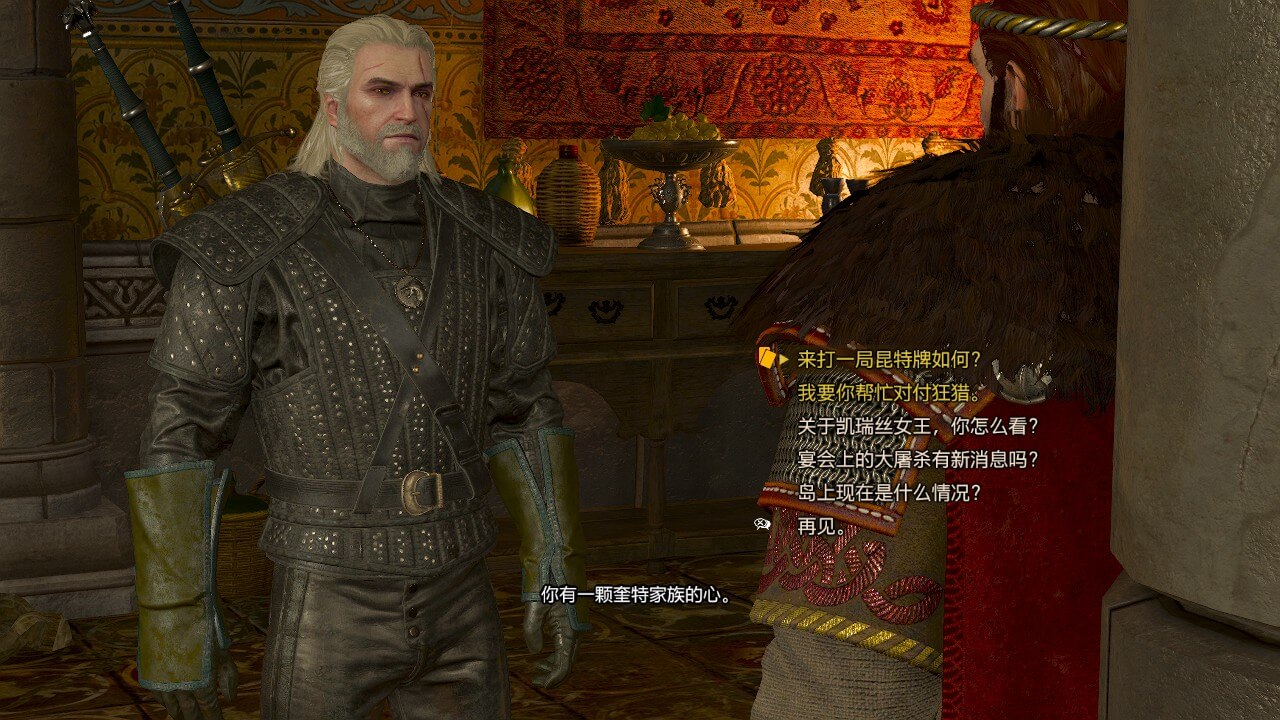 来打一局昆特牌如何?
我要你帮忙对付狂猎。
关于凯瑞丝女王，你怎么看?
宴会上的大屠杀有新消息吗?
岛上现在是什么情况?
再见。
你有一颗奎特家族的心。